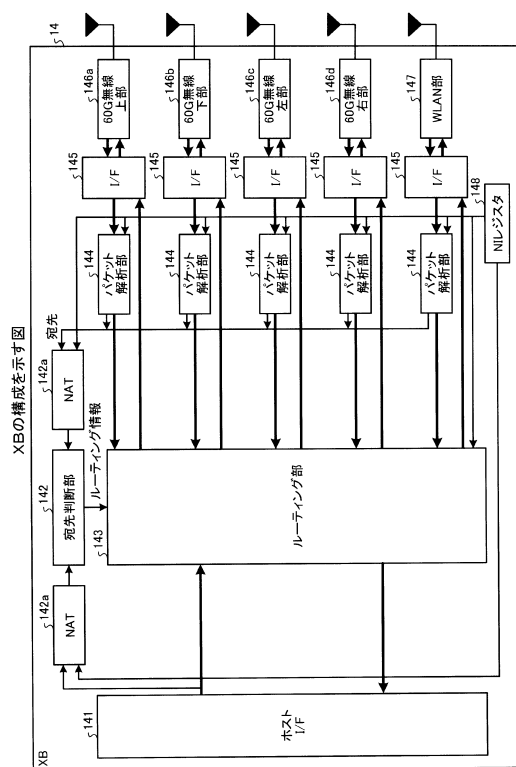 XBの構成を示す図
XB
14
141
ホスト
I/F
142a
NAT
142
宛先判断部
142a
NAT
宛先
ルーティング情報
143
ルーティング部
144
パケット
解析部
144
パケット
解析部
144
パケット
解析部
144
パケット
解析部
144
パケット
解析部
145
I/F
145
I/F
145
I/F
145
I/F
145
I/F
146a
60G無線
上部
146b
60G無線
下部
146c
60G無線
左部
146d
60G無線
右部
147
WLAN部
148
NIレジスタ